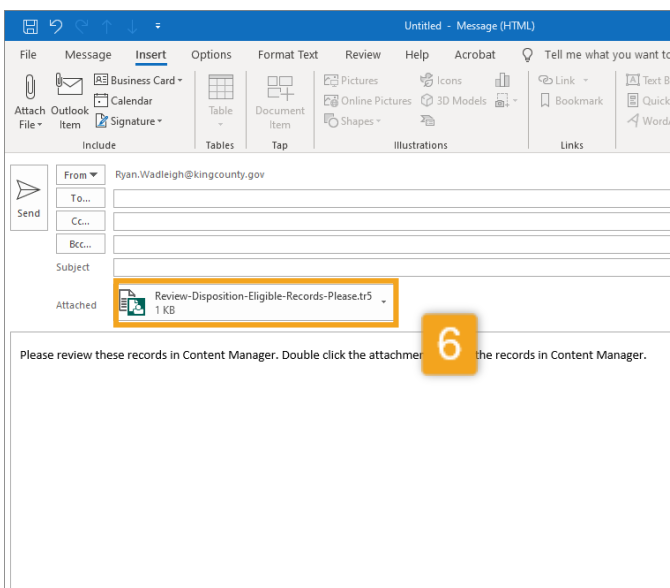 Untitled - Message (HTML)
File Message Insert Options Format Text Review Help Acrobat Tell me what you want to
Attach File
Outlook Item
Business Card
Calendar
Signature
Table
Document Item
Pictures
Online Pictures
Shapes
Icons
3D Models
Link
Bookmark
Text B
Quick
Word
Include Tables Tap Illustrations Links
Send
From Ryan.Wadleigh@kingcounty.gov
To...
Cc...
Bcc...
Subject
Attached Review-Disposition-Eligible-Records-Please.tr5
1 KB
6
Please review these records in Content Manager. Double click the attachmen the records in Content Manager.